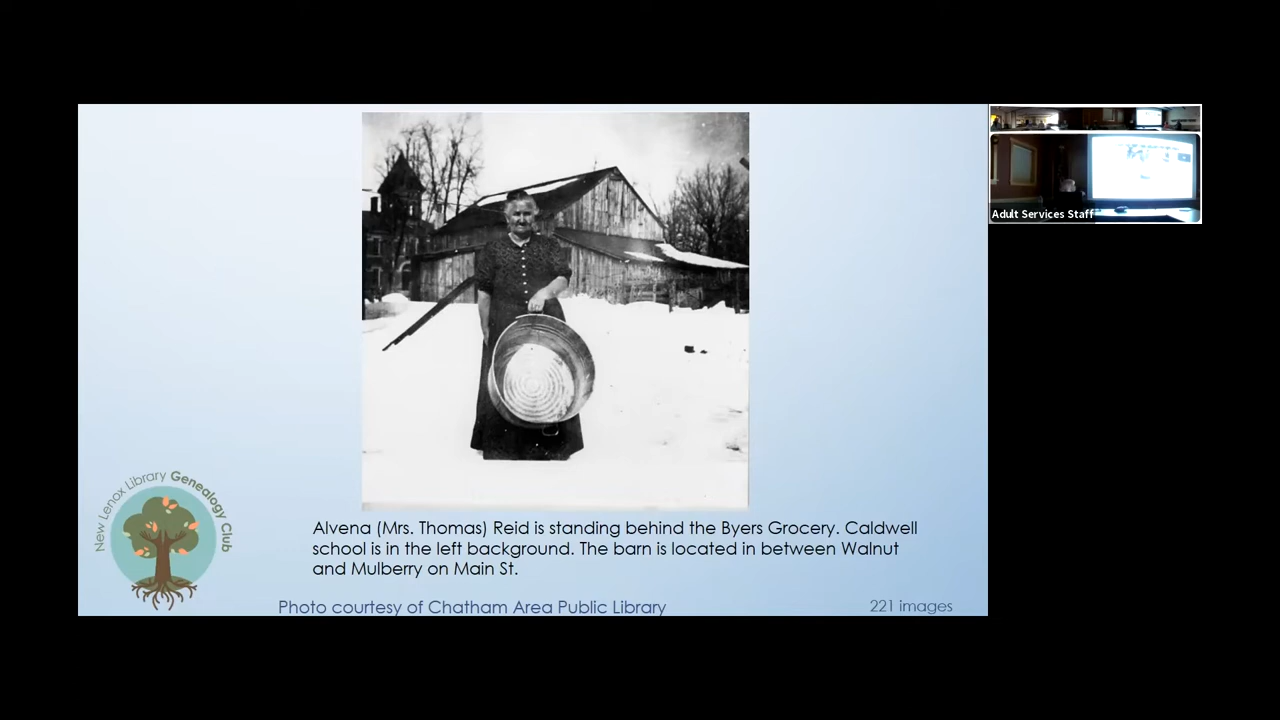 Adult Services Staff
New Lenox Library Genealogy Club
Alvena (Mrs. Thomas) Reid is standing behind the Byers Grocery. Caldwell
school is in the left background. The barn is located in between Walnut
and Mulberry on Main St.
Photo courtesy of Chatham Area Public Library
221 images